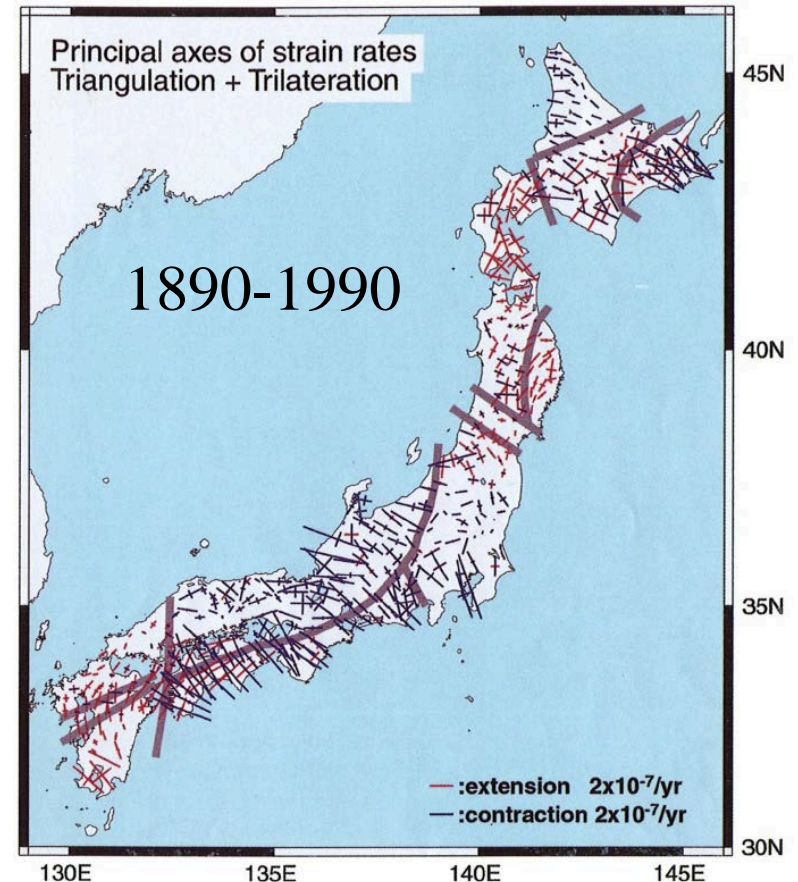 Principal axes of strain rates
Triangulation + Trilateration
45N
1890-1990
40N
35N
:extension 2x10⁻⁷/yr
:contraction 2x10⁻⁷/yr
30N
130E 135E 140E 145E